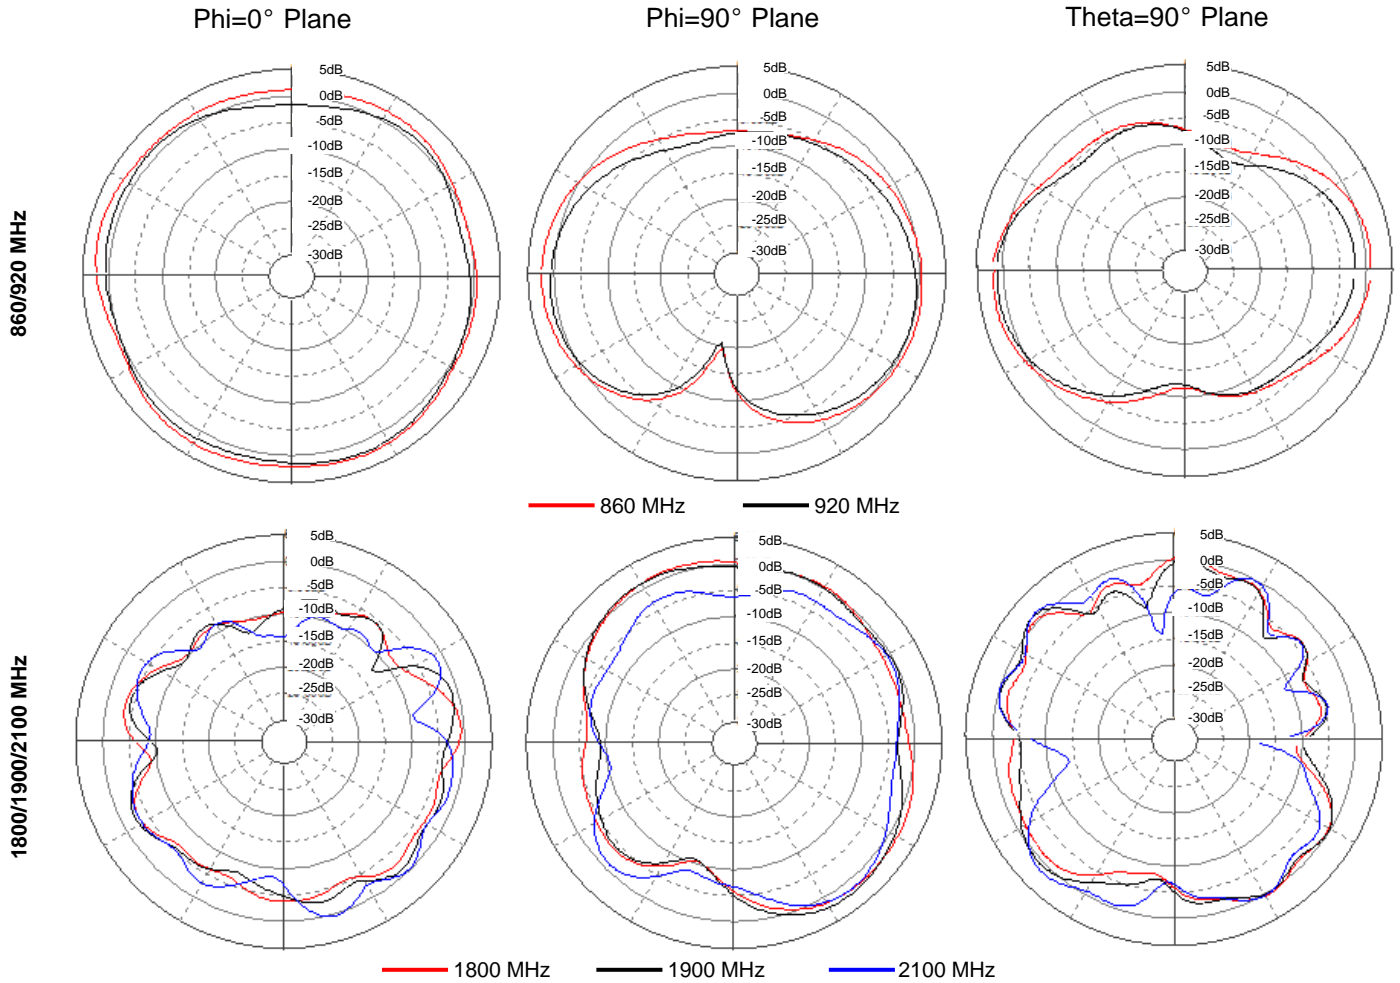 Phi=0° Plane
Phi=90° Plane
Theta=90° Plane
860/920 MHz
5dB
0dB
-5dB
-10dB
-15dB
-20dB
-25dB
-30dB
5dB
0dB
-5dB
-10dB
-15dB
-20dB
-25dB
-30dB
5dB
0dB
-5dB
-10dB
-15dB
-20dB
-25dB
-30dB
860 MHz
920 MHz
1800/1900/2100 MHz
5dB
0dB
-5dB
-10dB
-15dB
-20dB
-25dB
-30dB
5dB
0dB
-5dB
-10dB
-15dB
-20dB
-25dB
-30dB
5dB
0dB
-5dB
-10dB
-15dB
-20dB
-25dB
-30dB
1800 MHz
1900 MHz
2100 MHz